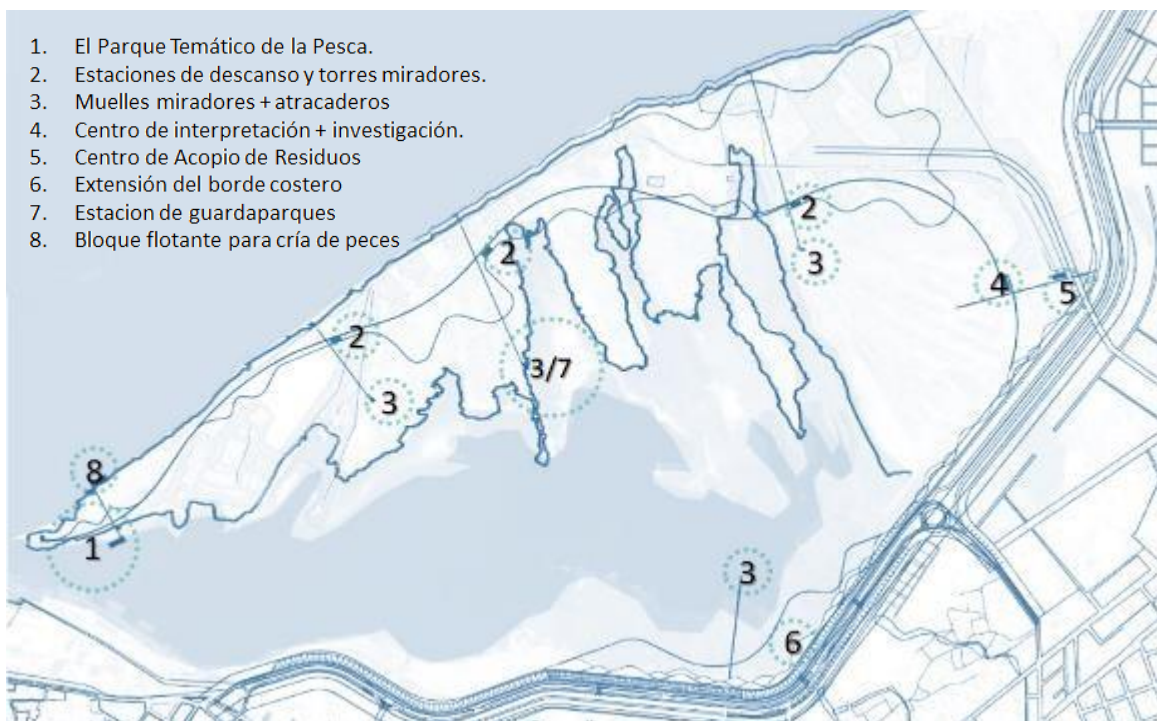 1. El Parque Temático de la Pesca.
2. Estaciones de descanso y torres miradores.
3. Muelles miradores + atracaderos
4. Centro de interpretación + investigación.
5. Centro de Acopio de Residuos
6. Extensión del borde costero
7. Estacion de guardaparques
8. Bloque flotante para cría de peces
2
2
3
4
5
2
3/7
3
8
1
3
6